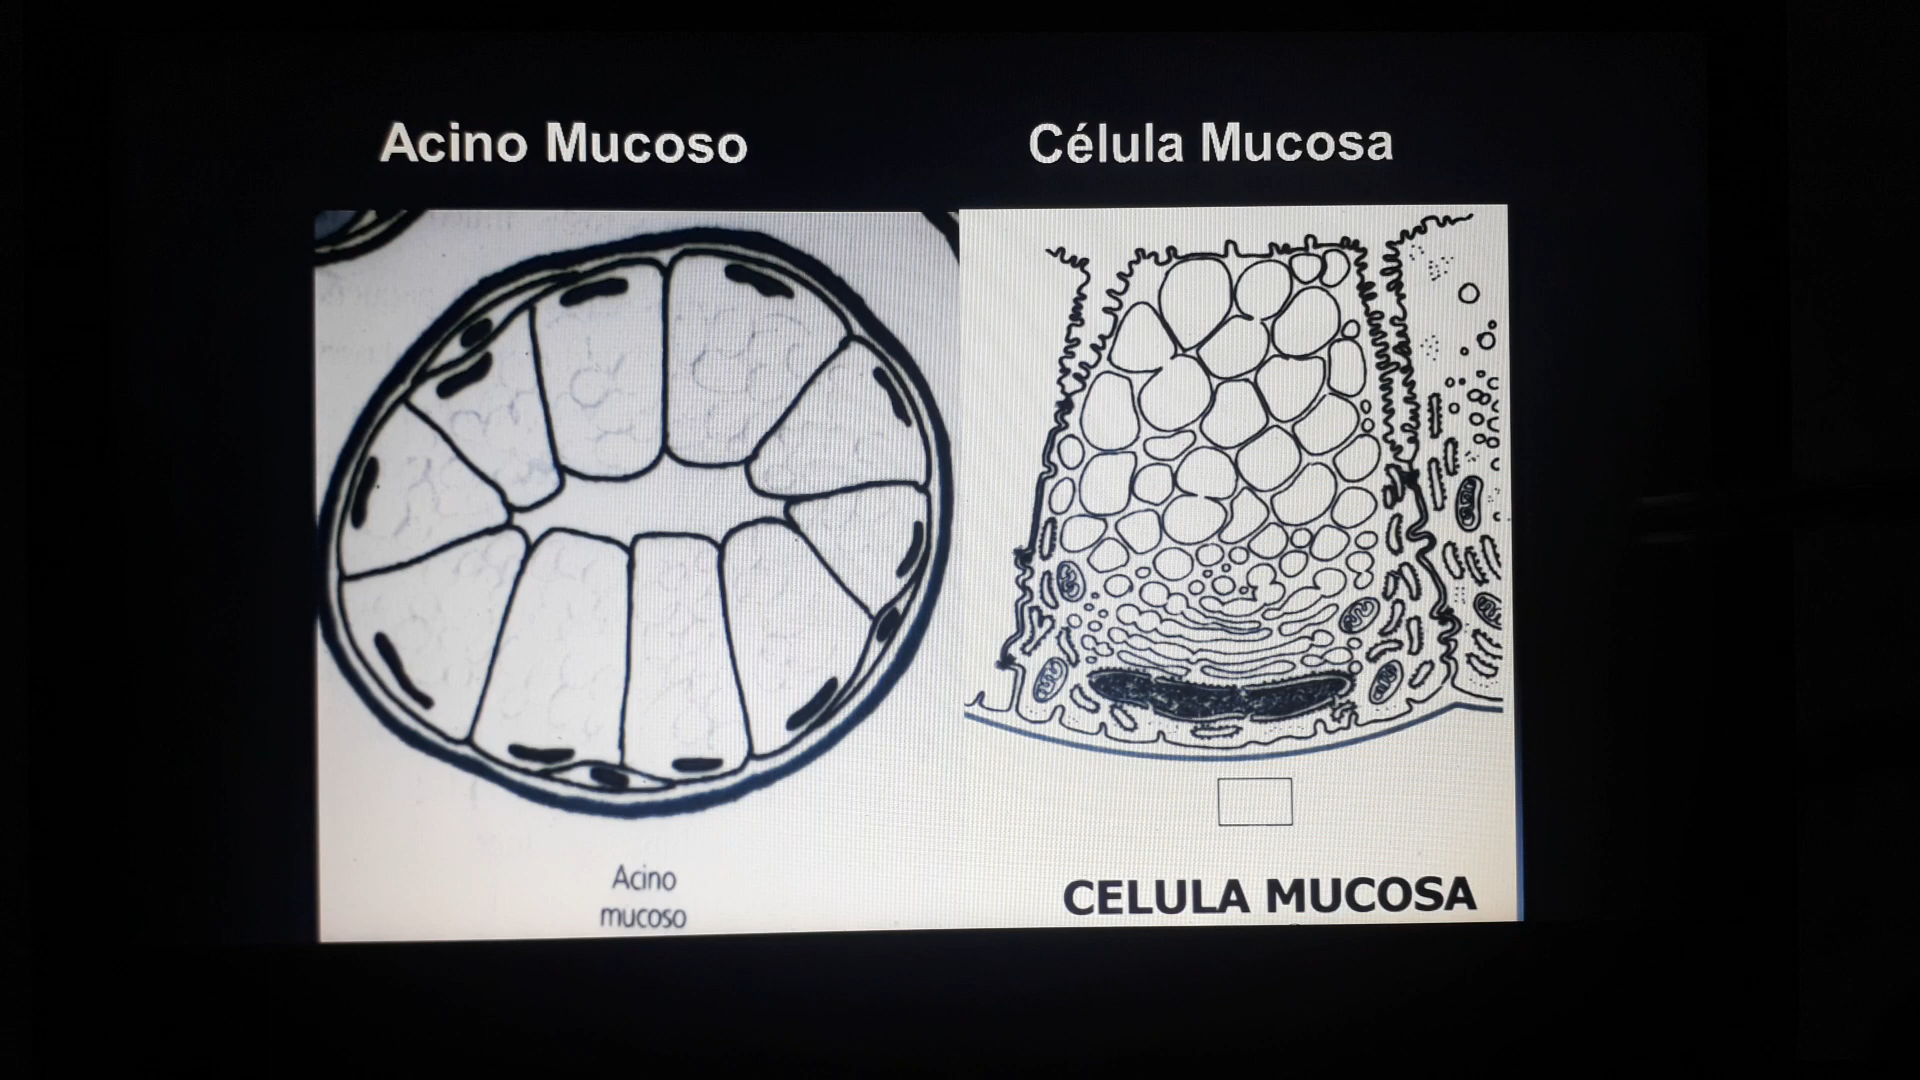 Acino Mucoso
Célula Mucosa
Acino
mucoso
CELULA MUCOSA